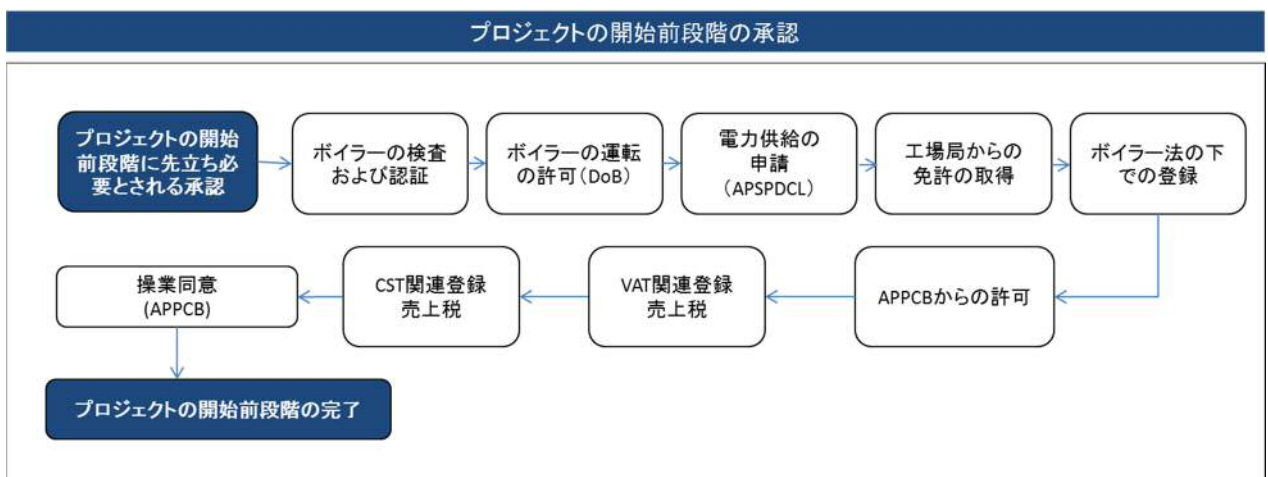 プロジェクトの開始前段階の承認
プロジェクトの開始
前段階に先立ち必
要とされる承認
ボイラーの検査
および認証
ボイラーの運転
の許可(DoB)
電力供給の
申請
(APSPDCL)
工場局からの
免許の取得
ボイラー法の下
での登録
APPCBからの許可
VAT関連登録
売上税
CST関連登録
売上税
操業同意
(APPCB)
プロジェクトの開始前段階の完了